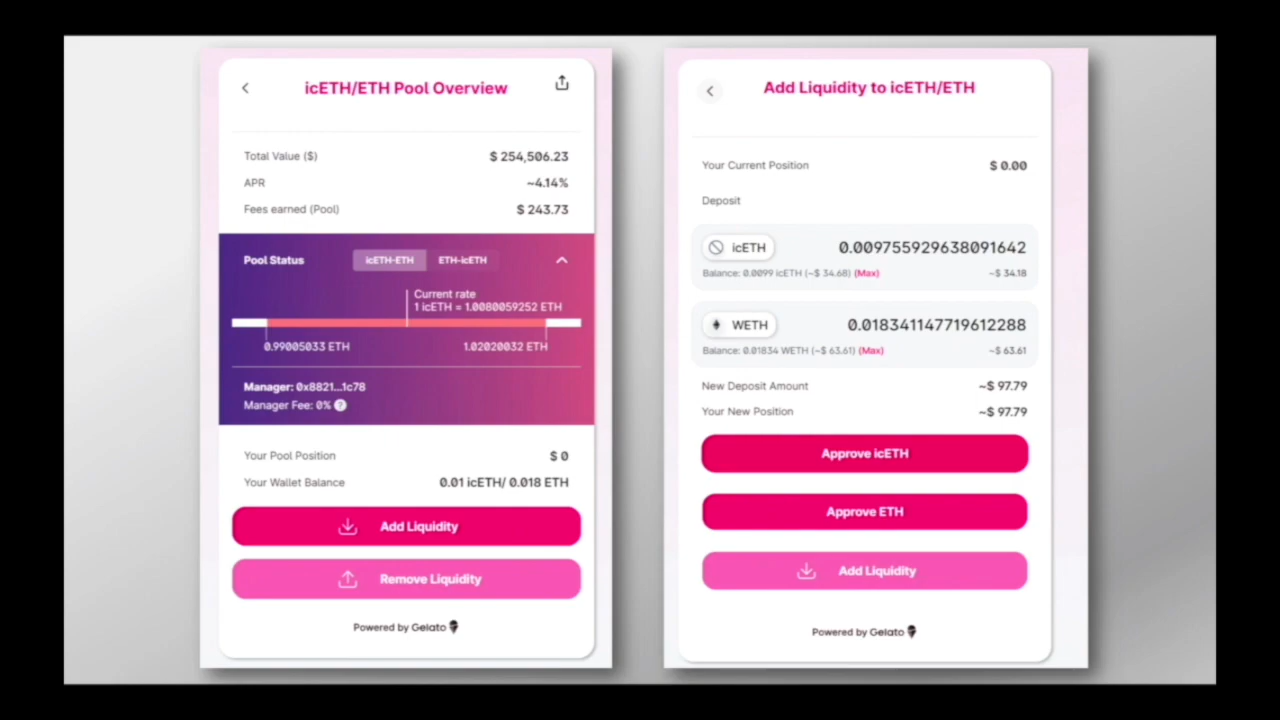 icETH/ETH Pool Overview
Total Value ($) $ 254,506.23
APR ~4.14%
Fees earned (Pool) $ 243.73
Pool Status icETH-ETH ETH-icETH
Current rate
1 icETH = 1.0080059252 ETH
0.99005033 ETH 1.02020032 ETH
Manager: 0x8821...1c78
Manager Fee: 0% ?
Your Pool Position $ 0
Your Wallet Balance 0.01 icETH/ 0.018 ETH
Add Liquidity
Remove Liquidity
Powered by Gelato
Add Liquidity to icETH/ETH
Your Current Position $ 0.00
Deposit
icETH 0.009755929638091642
Balance: 0.0099 icETH (~$ 34.68) (Max) ~$ 34.18
WETH 0.018341147719612288
Balance: 0.01834 WETH (~$ 63.61) (Max) ~$ 63.61
New Deposit Amount ~$ 97.79
Your New Position ~$ 97.79
Approve icETH
Approve ETH
Add Liquidity
Powered by Gelato